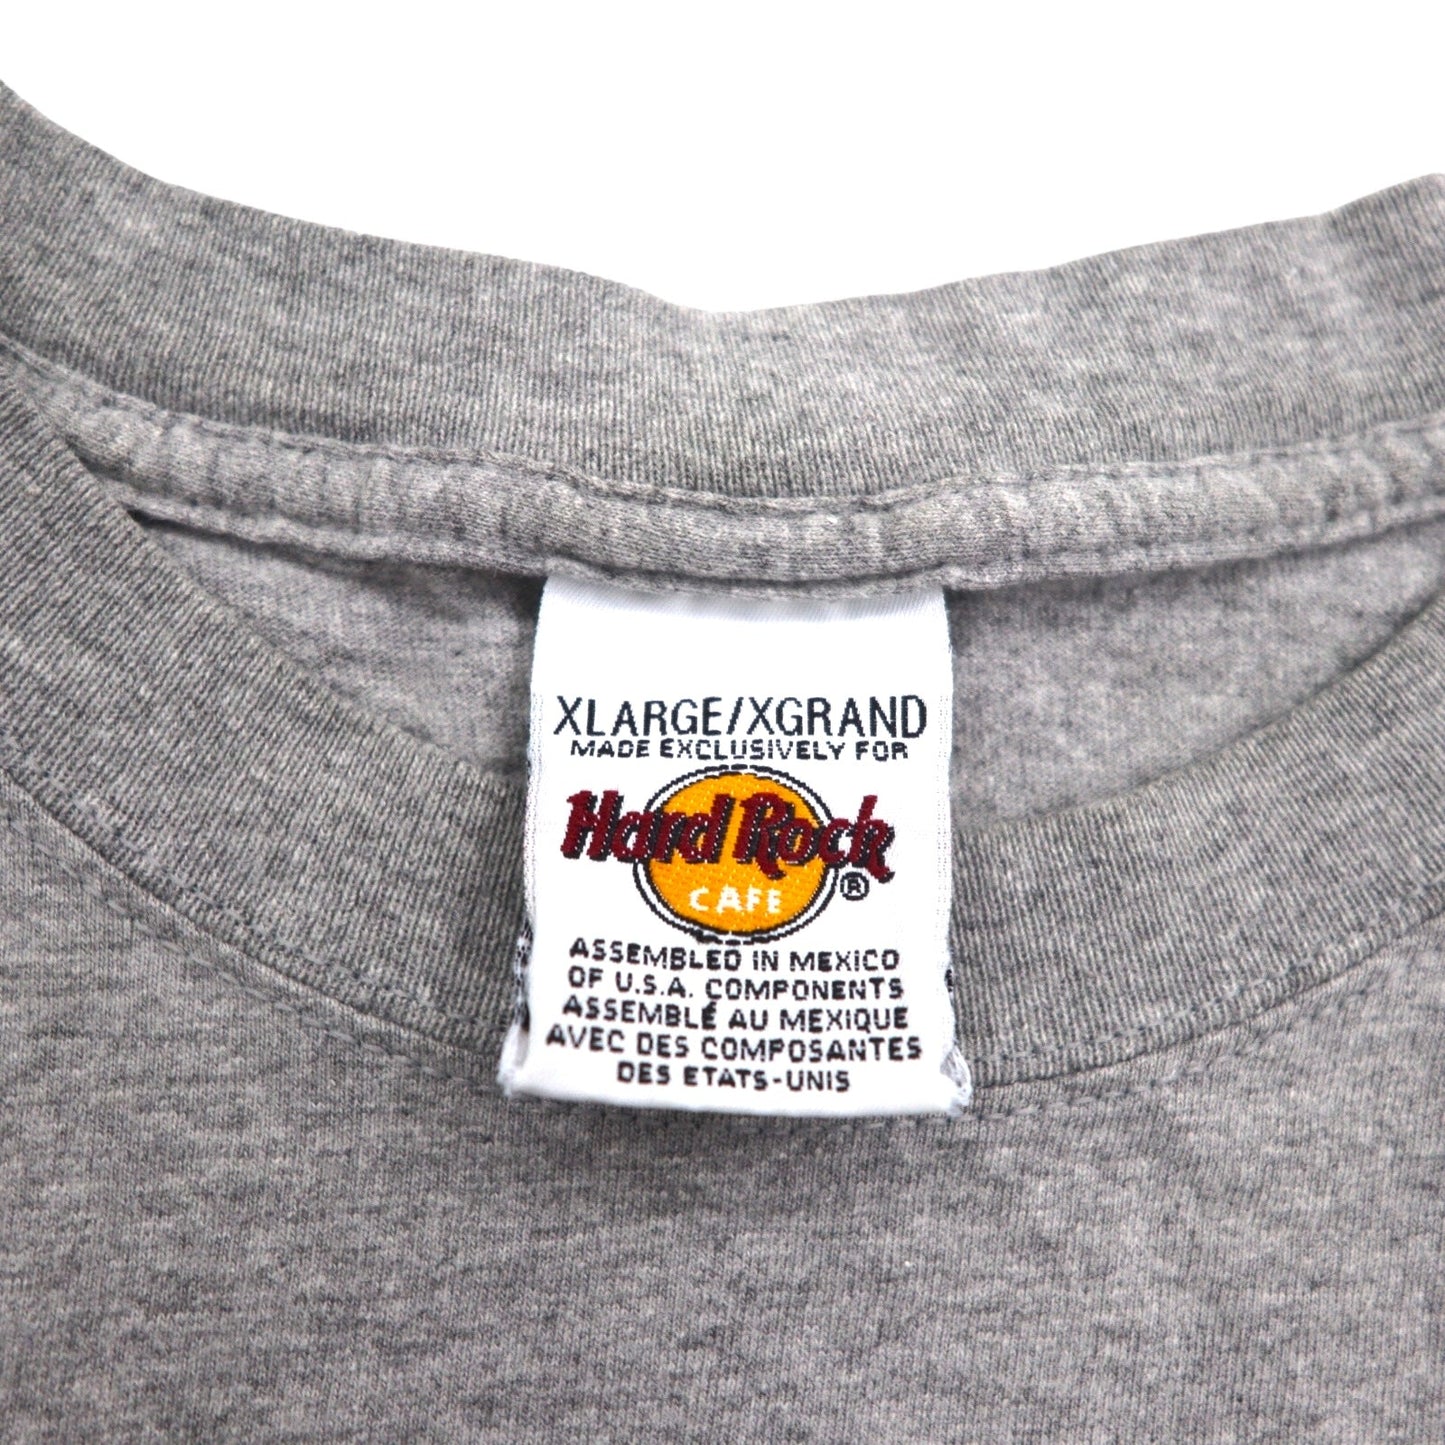 XLARGE/XGRAND
MADE EXCLUSIVELY FOR
Hard Rock
CAFE ®
ASSEMBLED IN MEXICO
OF U.S.A. COMPONENTS
ASSEMBLÉ AU MEXIQUE
AVEC DES COMPOSANTES
DES ETATS-UNIS